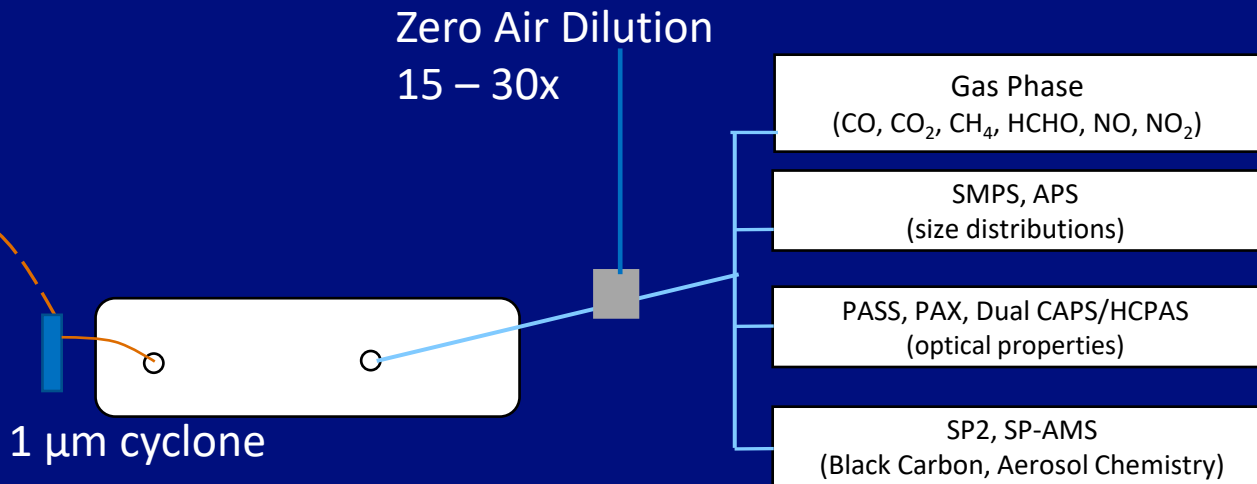 Zero Air Dilution
15 – 30x
Gas Phase
(CO, CO₂, CH₄, HCHO, NO, NO₂)
SMPS, APS
(size distributions)
PASS, PAX, Dual CAPS/HCPAS
(optical properties)
SP2, SP-AMS
(Black Carbon, Aerosol Chemistry)
1 µm cyclone